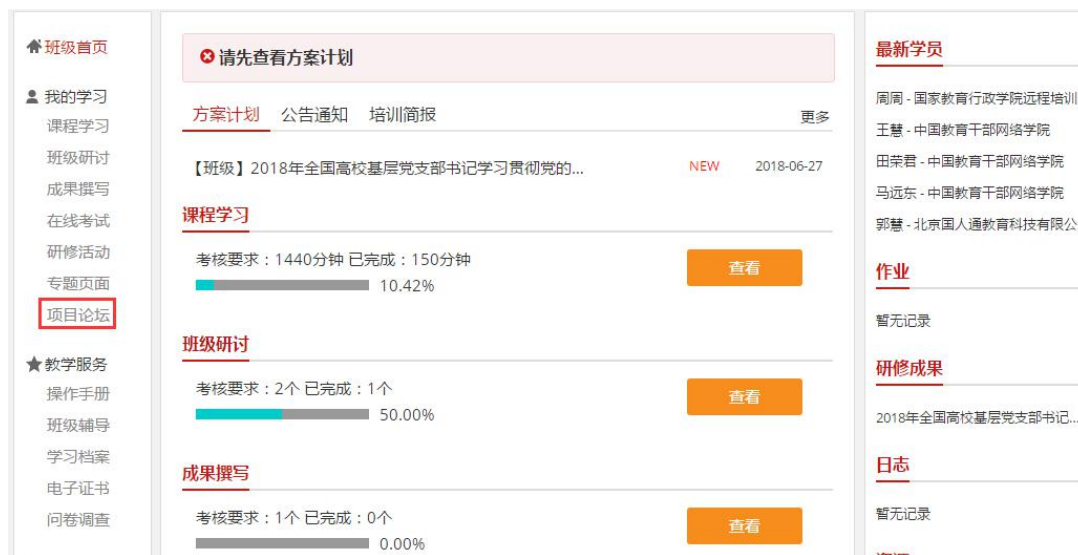 班级首页
我的学习
课程学习
班级研讨
成果撰写
在线考试
研修活动
专题页面
项目论坛
教学服务
操作手册
班级辅导
学习档案
电子证书
问卷调查
请先查看方案计划
方案计划 公告通知 培训简报 更多
【班级】2018年全国高校基层党支部书记学习贯彻党的... NEW 2018-06-27
课程学习
考核要求：1440分钟 已完成：150分钟
查看
10.42%
班级研讨
考核要求：2个 已完成：1个
查看
50.00%
成果撰写
考核要求：1个 已完成：0个
查看
0.00%
最新学员
周周 - 国家教育行政学院远程培训
王慧 - 中国教育干部网络学院
田荣君 - 中国教育干部网络学院
马远东 - 中国教育干部网络学院
郭慧 - 北京国人通教育科技有限公
作业
暂无记录
研修成果
2018年全国高校基层党支部书记...
日志
暂无记录